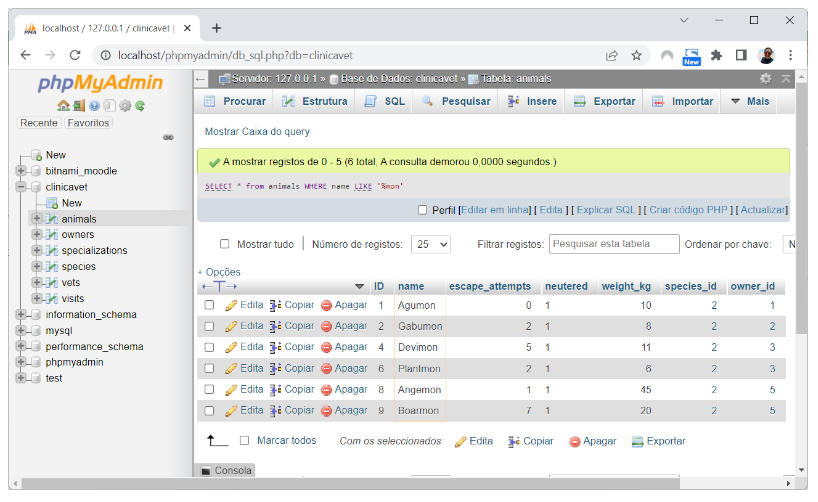 localhost / 127.0.0.1 / clinicavet |
localhost/phpmyadmin/db_sql.php?db=clinicavet
New
phpMyAdmin
Recente Favoritos
New
bitnami_moodle
clinicavet
New
animals
owners
specializations
species
vets
visits
information_schema
mysql
performance_schema
phpmyadmin
test
Servidor: 127.0.0.1 » Base de Dados: clinicavet » Tabela: animals
Procurar Estrutura SQL Pesquisar Insere Exportar Importar Mais
Mostrar Caixa do query
A mostrar registos de 0 - 5 (6 total, A consulta demorou 0,0000 segundos.)
SELECT * from animals WHERE name LIKE '%mon'
Perfil [Editar em linha] [ Edita ] [ Explicar SQL ] [ Criar código PHP ] [ Actualizar]
Mostrar tudo | Número de registos: 25 Filtrar registos: Pesquisar esta tabela Ordenar por chave: N
+ Opções
←T→ ID name escape_attempts neutered weight_kg species_id owner_id
Edita Copiar Apagar 1 Agumon 0 1 10 2 1
Edita Copiar Apagar 2 Gabumon 2 1 8 2 2
Edita Copiar Apagar 4 Devimon 5 1 11 2 3
Edita Copiar Apagar 6 Plantmon 2 1 6 2 3
Edita Copiar Apagar 8 Angemon 1 1 45 2 5
Edita Copiar Apagar 9 Boarmon 7 1 20 2 5
Marcar todos Com os seleccionados: Edita Copiar Apagar Exportar
Consola